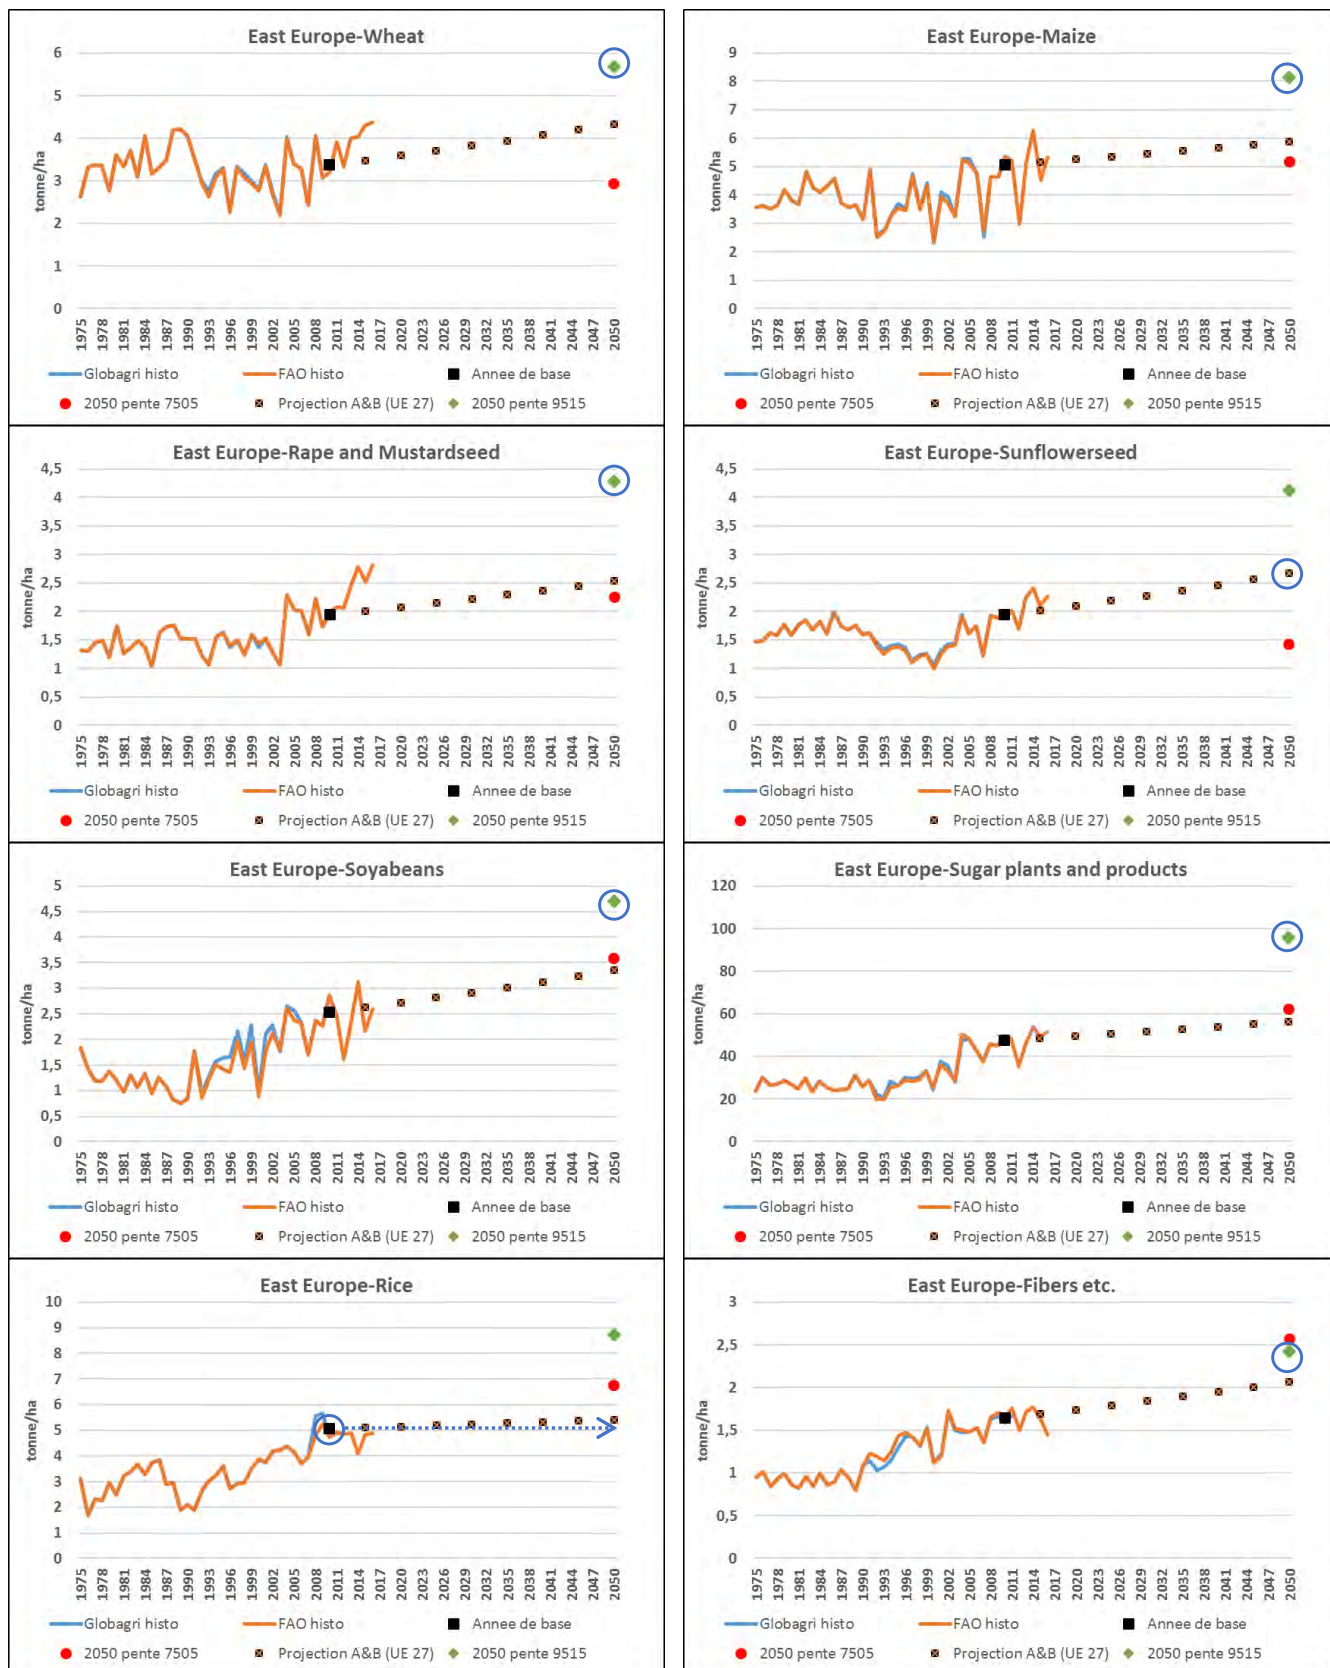 East Europe-Wheat
6
5
4
3
2
1
0
tonne/ha
1975 1978 1981 1984 1987 1990 1993 1996 1999 2002 2005 2008 2011 2014 2017 2020 2023 2026 2029 2032 2035 2038 2041 2044 2047 2050
Globagri histo FAO histo Annee de base
2050 pente 7505 Projection A&B (UE 27) 2050 pente 9515
East Europe-Maize
9
8
7
6
5
4
3
2
1
0
tonne/ha
1975 1978 1981 1984 1987 1990 1993 1996 1999 2002 2005 2008 2011 2014 2017 2020 2023 2026 2029 2032 2035 2038 2041 2044 2047 2050
Globagri histo FAO histo Annee de base
2050 pente 7505 Projection A&B (UE 27) 2050 pente 9515
East Europe-Rape and Mustardseed
4,5
4
3,5
3
2,5
2
1,5
1
0,5
0
tonne/ha
1975 1978 1981 1984 1987 1990 1993 1996 1999 2002 2005 2008 2011 2014 2017 2020 2023 2026 2029 2032 2035 2038 2041 2044 2047 2050
Globagri histo FAO histo Annee de base
2050 pente 7505 Projection A&B (UE 27) 2050 pente 9515
East Europe-Sunflowerseed
4,5
4
3,5
3
2,5
2
1,5
1
0,5
0
tonne/ha
1975 1978 1981 1984 1987 1990 1993 1996 1999 2002 2005 2008 2011 2014 2017 2020 2023 2026 2029 2032 2035 2038 2041 2044 2047 2050
Globagri histo FAO histo Annee de base
2050 pente 7505 Projection A&B (UE 27) 2050 pente 9515
East Europe-Soyabeans
5
4,5
4
3,5
3
2,5
2
1,5
1
0,5
0
tonne/ha
1975 1978 1981 1984 1987 1990 1993 1996 1999 2002 2005 2008 2011 2014 2017 2020 2023 2026 2029 2032 2035 2038 2041 2044 2047 2050
Globagri histo FAO histo Annee de base
2050 pente 7505 Projection A&B (UE 27) 2050 pente 9515
East Europe-Sugar plants and products
120
100
80
60
40
20
0
tonne/ha
1975 1978 1981 1984 1987 1990 1993 1996 1999 2002 2005 2008 2011 2014 2017 2020 2023 2026 2029 2032 2035 2038 2041 2044 2047 2050
Globagri histo FAO histo Annee de base
2050 pente 7505 Projection A&B (UE 27) 2050 pente 9515
East Europe-Rice
10
9
8
7
6
5
4
3
2
1
0
tonne/ha
1975 1978 1981 1984 1987 1990 1993 1996 1999 2002 2005 2008 2011 2014 2017 2020 2023 2026 2029 2032 2035 2038 2041 2044 2047 2050
Globagri histo FAO histo Annee de base
2050 pente 7505 Projection A&B (UE 27) 2050 pente 9515
East Europe-Fibers etc.
3
2,5
2
1,5
1
0,5
0
tonne/ha
1975 1978 1981 1984 1987 1990 1993 1996 1999 2002 2005 2008 2011 2014 2017 2020 2023 2026 2029 2032 2035 2038 2041 2044 2047 2050
Globagri histo FAO histo Annee de base
2050 pente 7505 Projection A&B (UE 27) 2050 pente 9515